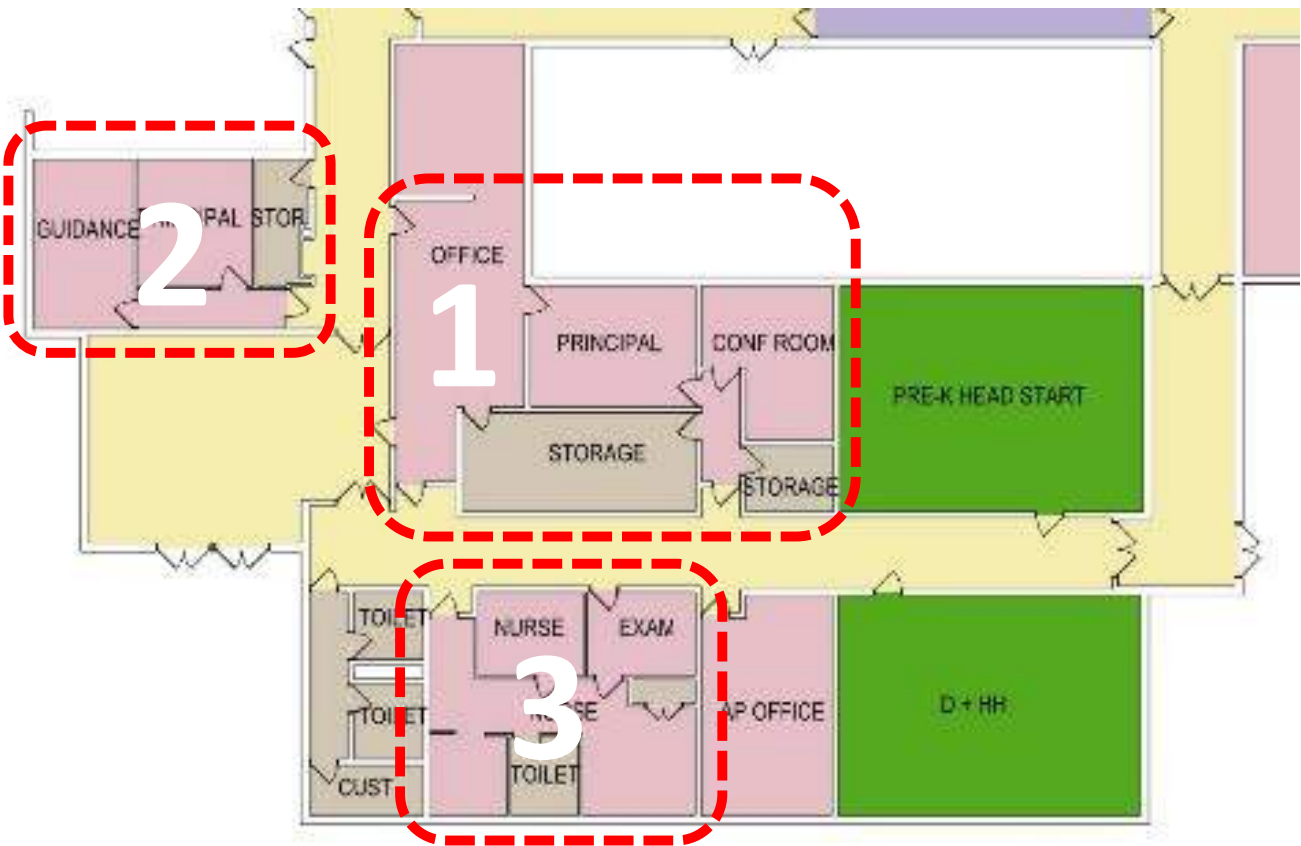 GUIDANCE
STOR
2
OFFICE
1
PRINCIPAL
CONF ROOM
PRE-K HEAD START
STORAGE
STORAGE
TOILET
NURSE
EXAM
3
TOILET
AP OFFICE
D + HH
TOILET
CUST